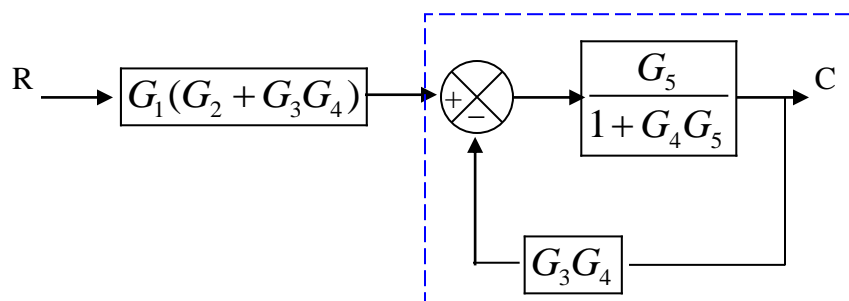 R
G₁(G₂ + G₃G₄)
+
−
G₅
1 + G₄G₅
C
G₃G₄